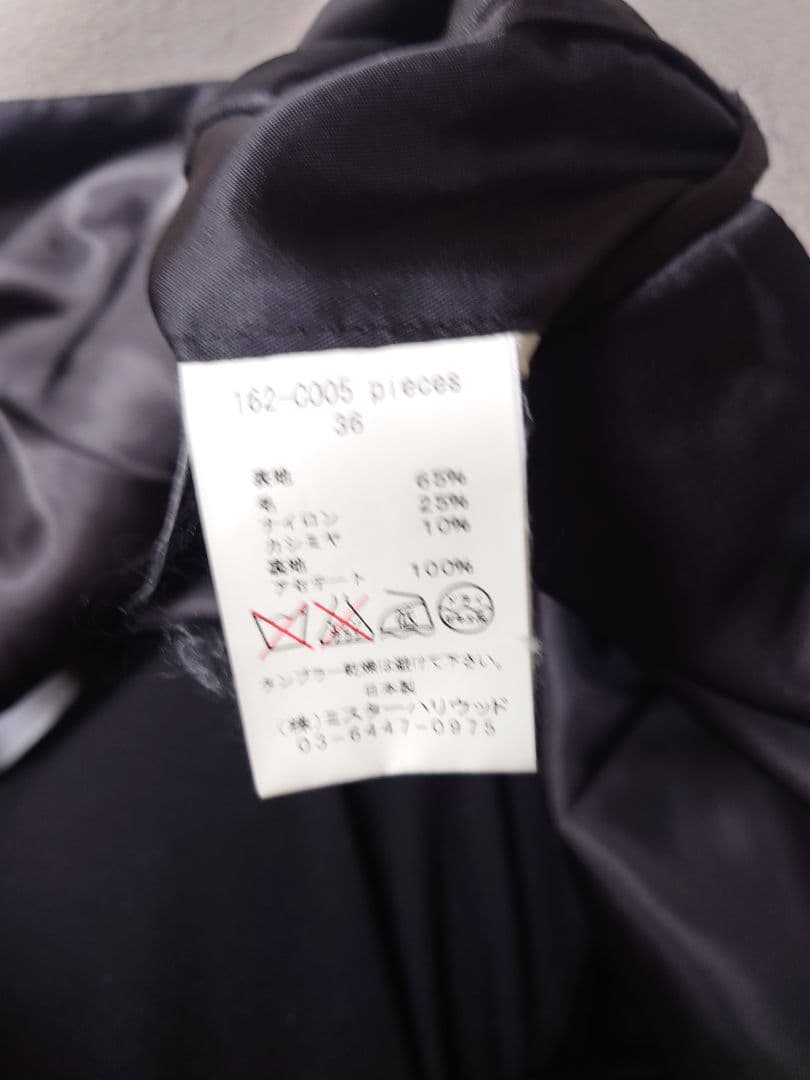 162-C005 pieces
36
表地 65%
毛 25%
ナイロン 10%
カシミヤ
裏地
アセテート 100%
タンブラー乾燥は避けて下さい。
日本製
(株)ミスターハリウッド
03-6447-0975